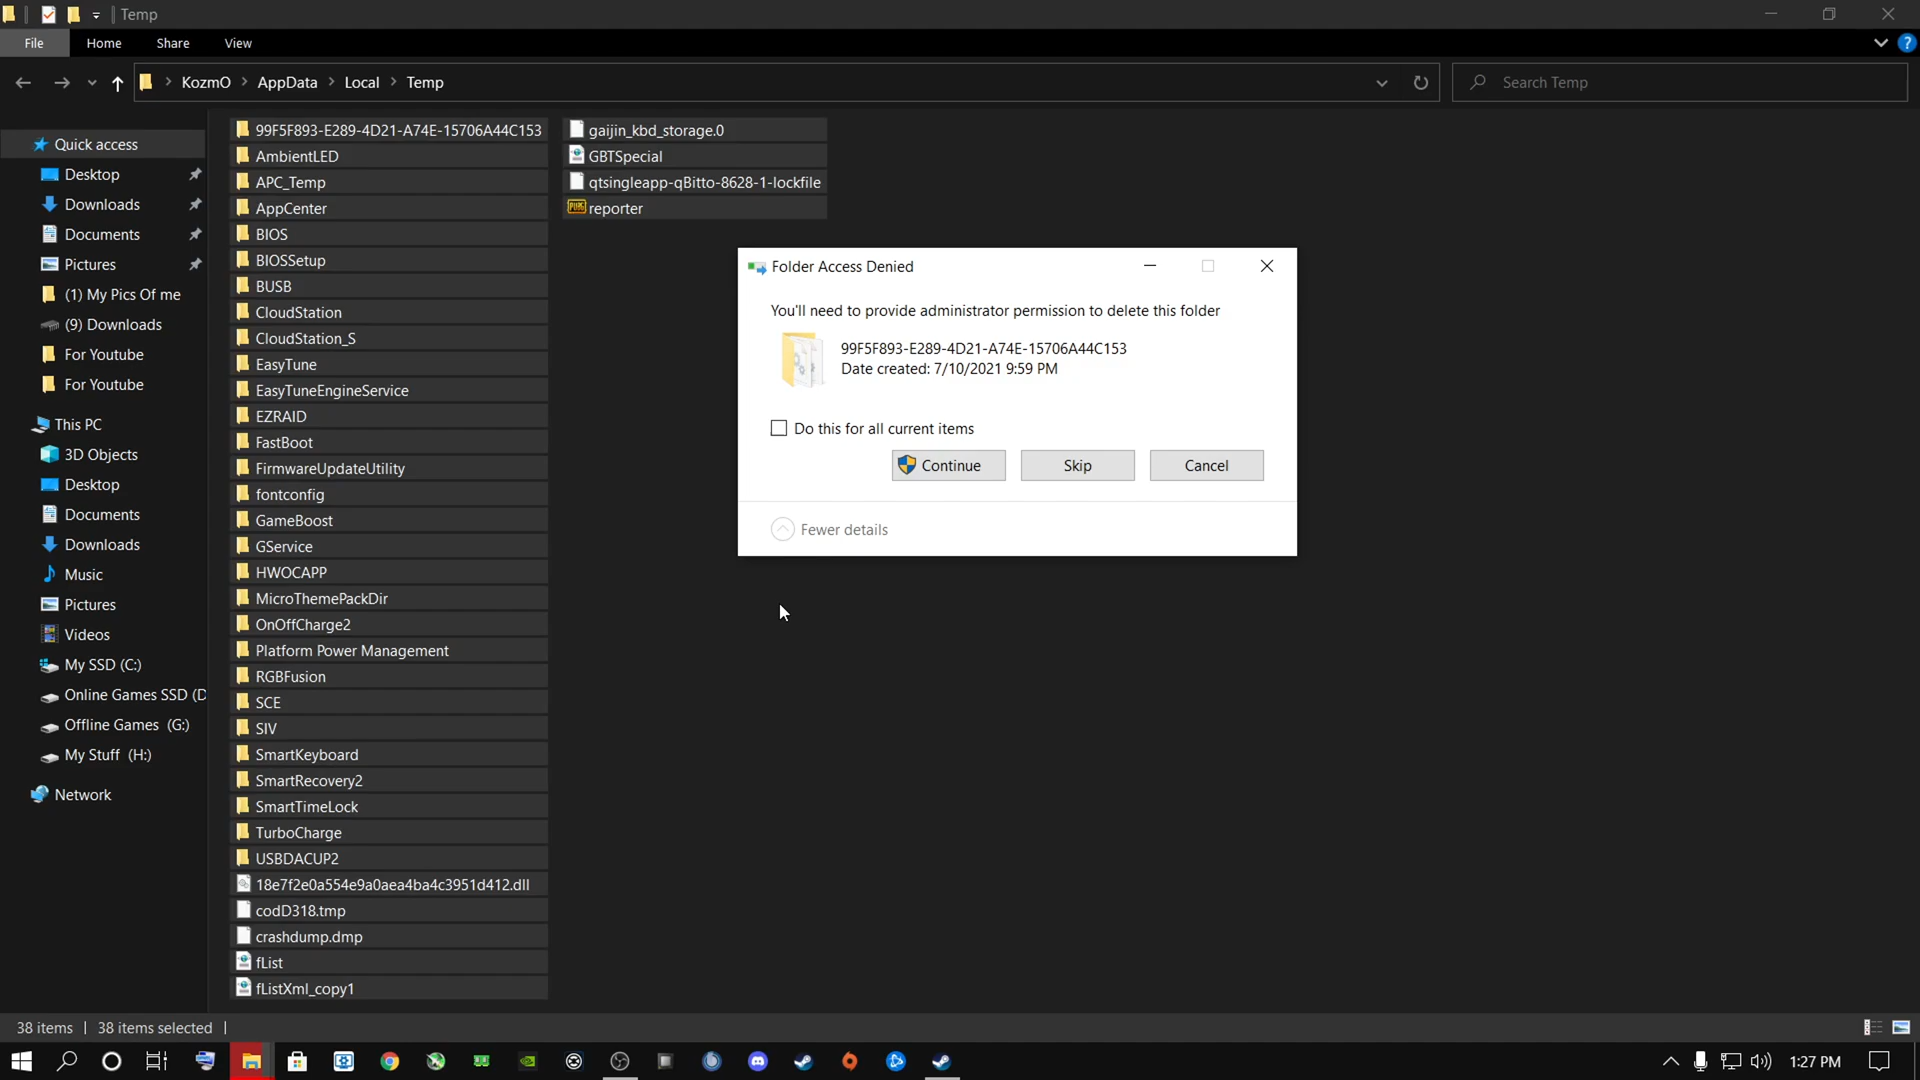 Temp
File
Home
Share
View
KozmO
AppData
Local
Temp
Search Temp
Quick access
Desktop
Downloads
Documents
Pictures
(1) My Pics Of me
(9) Downloads
For Youtube
For Youtube
This PC
3D Objects
Desktop
Documents
Downloads
Music
Pictures
Videos
My SSD (C:)
Online Games SSD (D
Offline Games (G:)
My Stuff (H:)
Network
99F5F893-E289-4D21-A74E-15706A44C153
AmbientLED
APC_Temp
AppCenter
BIOS
BIOSSetup
BUSB
CloudStation
CloudStation_S
EasyTune
EasyTuneEngineService
EZRAID
FastBoot
FirmwareUpdateUtility
fontconfig
GameBoost
GService
HWOCAPP
MicroThemePackDir
OnOffCharge2
Platform Power Management
RGBFusion
SCE
SIV
SmartKeyboard
SmartRecovery2
SmartTimeLock
TurboCharge
USBDACUP2
18e7f2e0a554e9a0aea4ba4c3951d412.dll
codD318.tmp
crashdump.dmp
fList
fListXml_copy1
gaijin_kbd_storage.0
GBTSpecial
qtsingleapp-qBitto-8628-1-lockfile
PUBG
reporter
Folder Access Denied
You'll need to provide administrator permission to delete this folder
99F5F893-E289-4D21-A74E-15706A44C153
Date created: 7/10/2021 9:59 PM
Do this for all current items
Continue
Skip
Cancel
Fewer details
38 items
38 items selected
1:27 PM